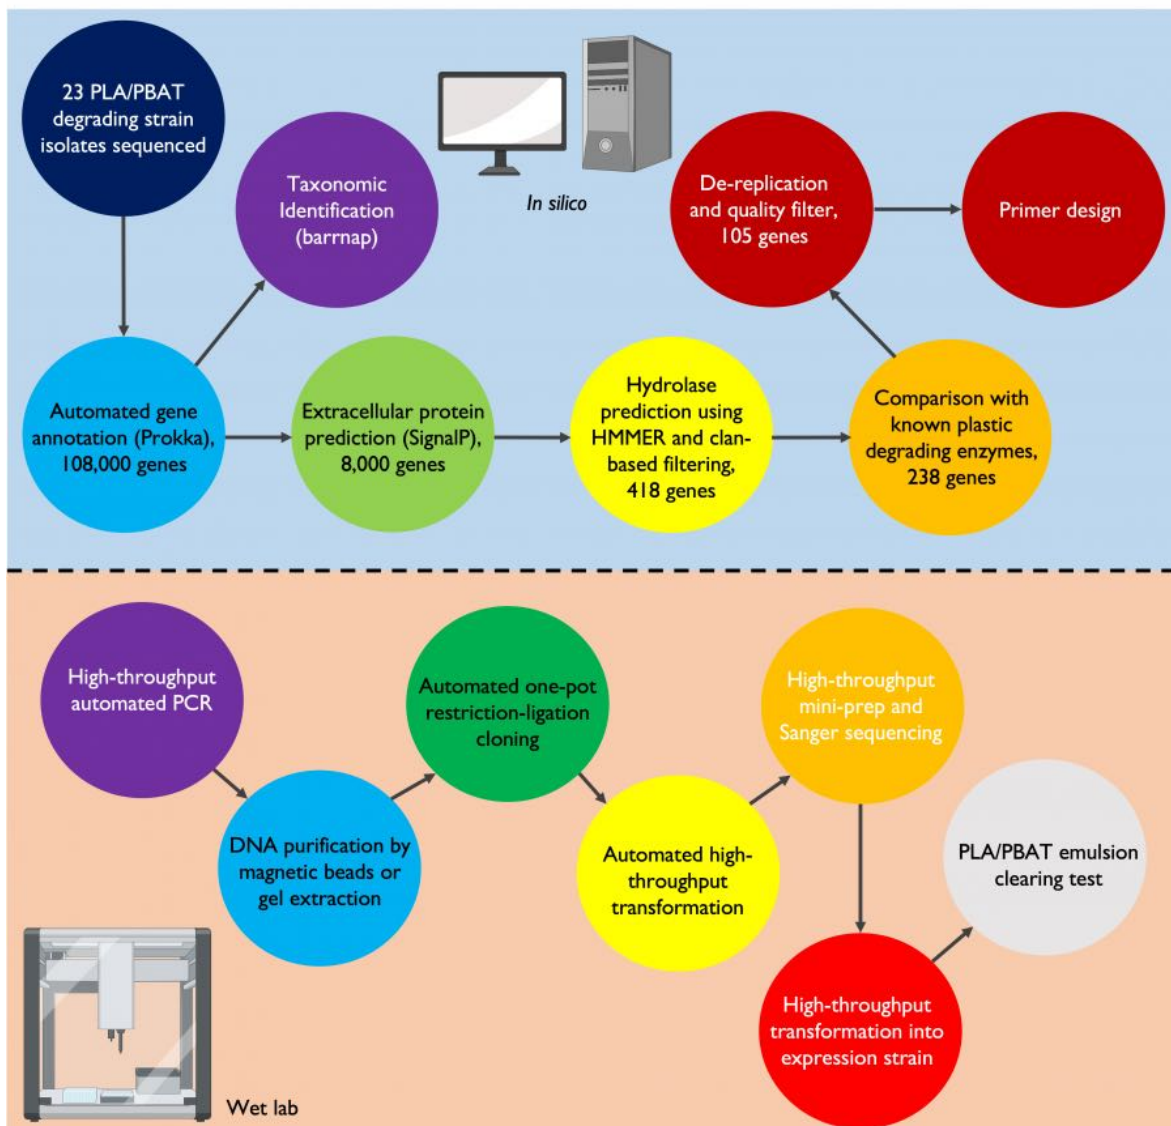 23 PLA/PBAT
degrading strain
isolates sequenced
Taxonomic
Identification
(barrnap)
In silico
De-replication
and quality filter,
105 genes
Primer design
Automated gene
annotation (Prokka),
108,000 genes
Extracellular protein
prediction (SignalP),
8,000 genes
Hydrolase
prediction using
HMMER and clan-
based filtering,
418 genes
Comparison with
known plastic
degrading enzymes,
238 genes
High-throughput
automated PCR
DNA purification by
magnetic beads or
gel extraction
Automated one-pot
restriction-ligation
cloning
Automated high-
throughput
transformation
High-throughput
mini-prep and
Sanger sequencing
High-throughput
transformation into
expression strain
PLA/PBAT emulsion
clearing test
Wet lab